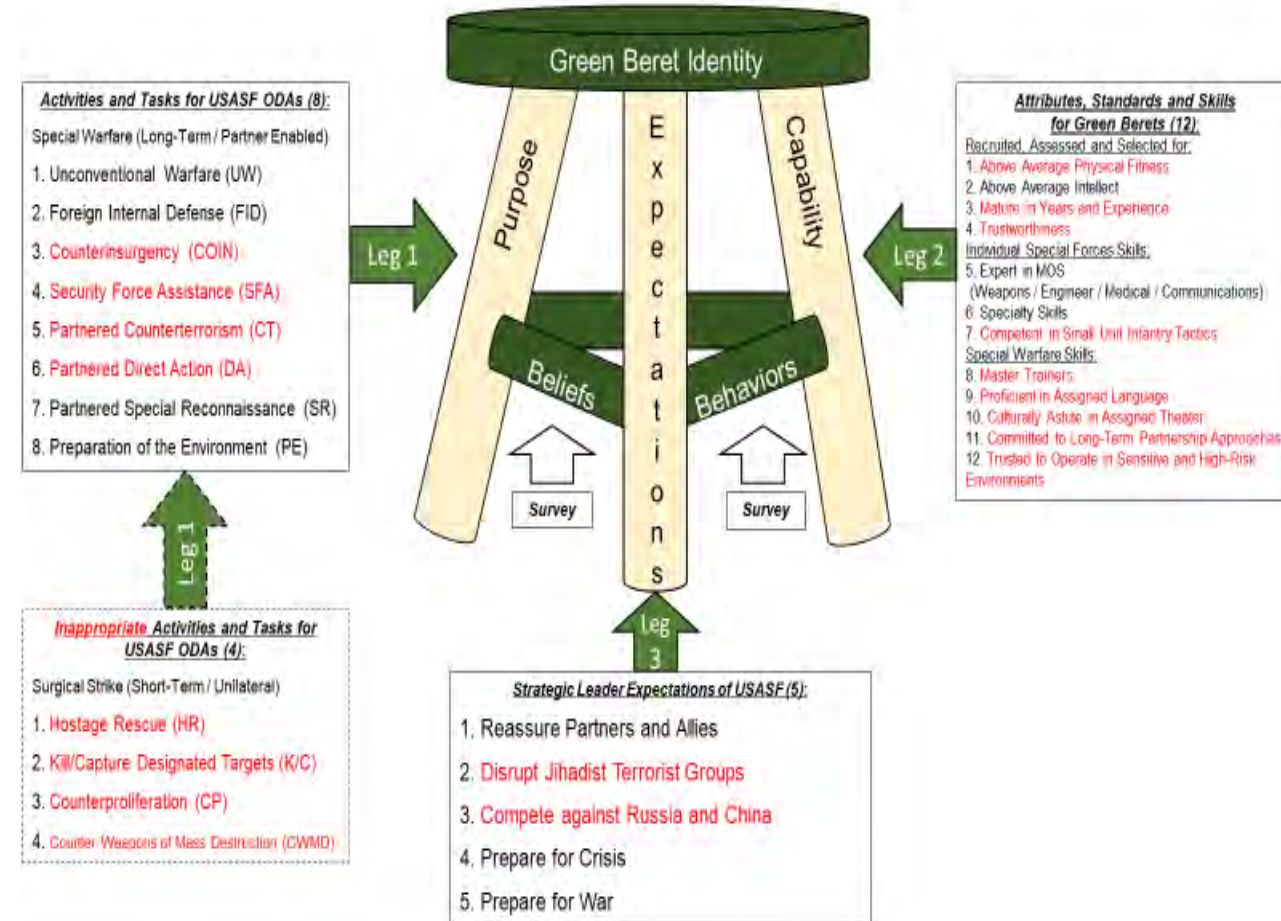 Green Beret Identity
Purpose
Expectations
Capability
Beliefs
Behaviors
Survey
Survey
Leg 1
Leg 2
Leg 1
Leg
3
Activities and Tasks for USASF ODAs (8):
Special Warfare (Long-Term / Partner Enabled)
1. Unconventional Warfare (UW)
2. Foreign Internal Defense (FID)
3. Counterinsurgency (COIN)
4. Security Force Assistance (SFA)
5. Partnered Counterterrorism (CT)
6. Partnered Direct Action (DA)
7. Partnered Special Reconnaissance (SR)
8. Preparation of the Environment (PE)
Inappropriate Activities and Tasks for
USASF ODAs (4):
Surgical Strike (Short-Term / Unilateral)
1. Hostage Rescue (HR)
2. Kill/Capture Designated Targets (K/C)
3. Counterproliferation (CP)
4. Counter Weapons of Mass Destruction (CWMD)
Strategic Leader Expectations of USASF (5):
1. Reassure Partners and Allies
2. Disrupt Jihadist Terrorist Groups
3. Compete against Russia and China
4. Prepare for Crisis
5. Prepare for War
Attributes, Standards and Skills
for Green Berets (12):
Recruited, Assessed and Selected for:
1. Above Average Physical Fitness
2. Above Average Intellect
3. Mature in Years and Experience
4. Trustworthiness
Individual Special Forces Skills:
5. Expert in MOS
(Weapons / Engineer / Medical / Communications)
6. Specialty Skills
7. Competent in Small Unit Infantry Tactics
Special Warfare Skills:
8. Master Trainers
9. Proficient in Assigned Language
10. Culturally Astute in Assigned Theater
11. Committed to Long-Term Partnership Approaches
12. Trusted to Operate in Sensitive and High-Risk
Environments